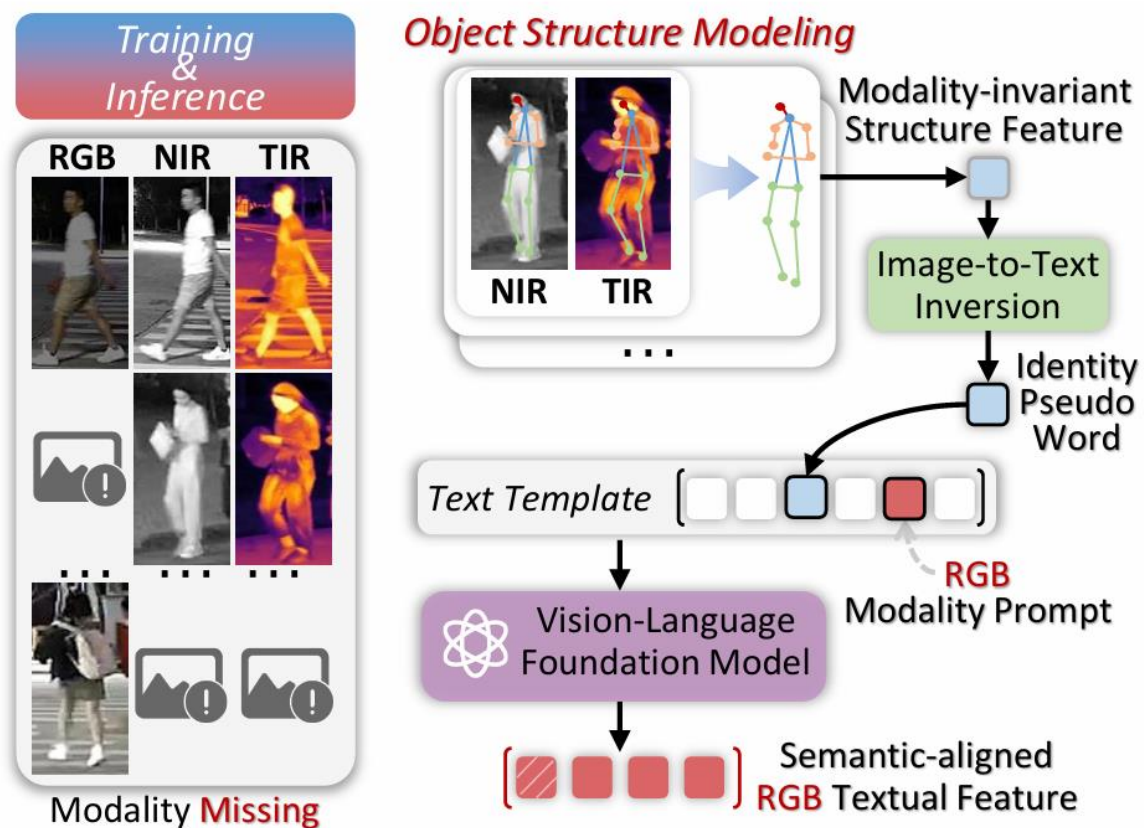 Training
&
Inference
RGB NIR TIR
...
... ... ...
Modality Missing
Object Structure Modeling
NIR TIR
...
Modality-invariant
Structure Feature
Image-to-Text
Inversion
Identity
Pseudo
Word
Text Template
RGB
Modality Prompt
Vision-Language
Foundation Model
Semantic-aligned
RGB Textual Feature